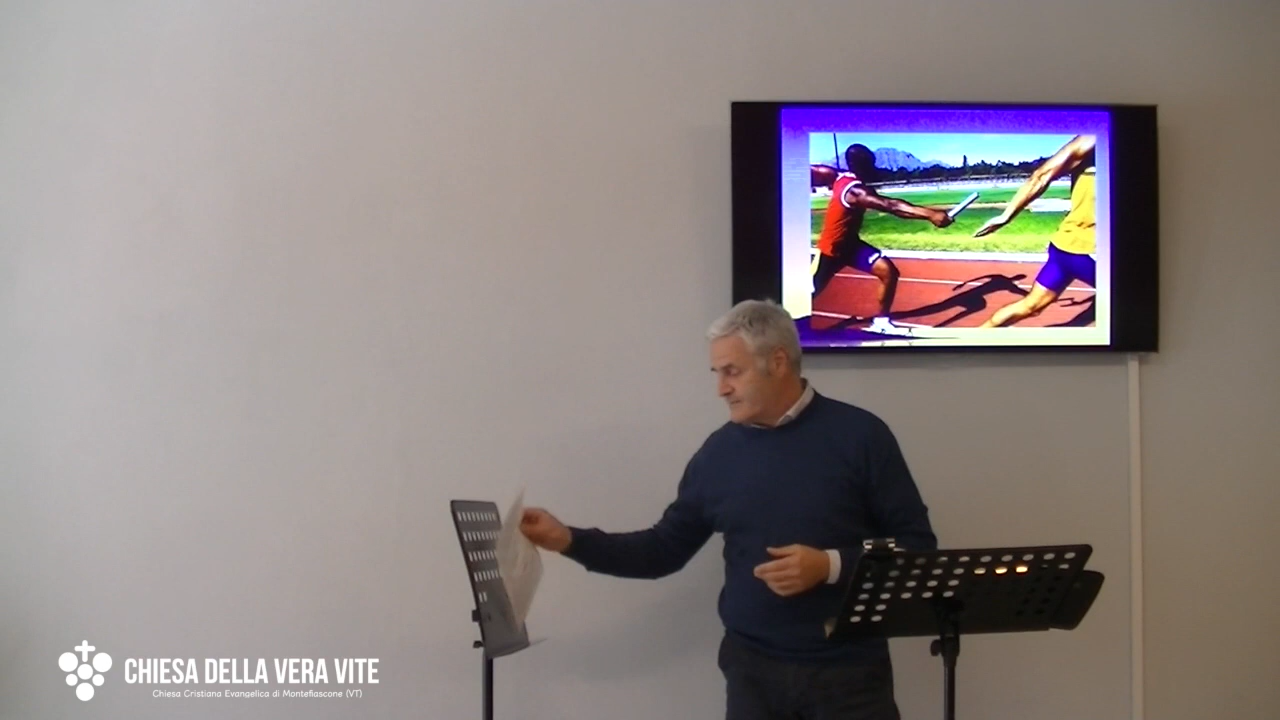 CHIESA DELLA VERA VITE
Chiesa Cristiana Evangelica di Montefiascone (VT)